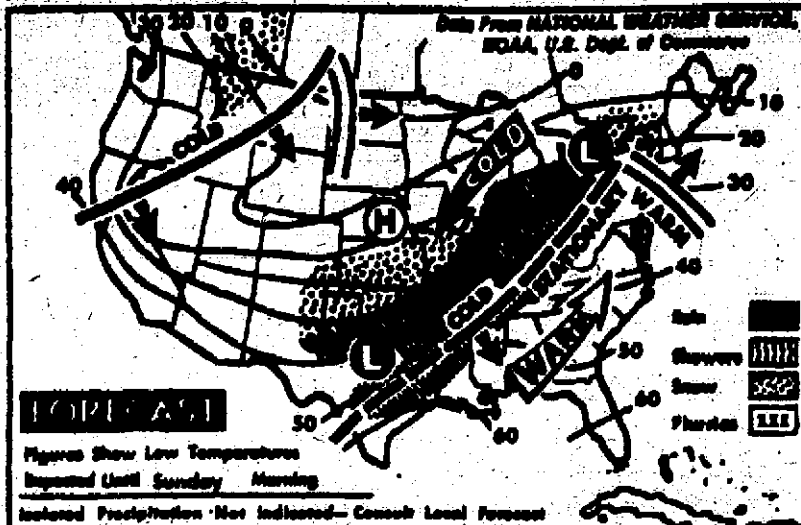 Data From NATIONAL WEATHER SERVICE,
NOAA, U.S. Dept. of Commerce
30 20 10 0
0
10
20
30
40
COLD
COLD
L
H
STATIONARY
WARM
COLD
WARM
L
40
50
60
50
60
Rain
Showers
Snow
Flurries
FORECAST
Figures Show Low Temperatures
Expected Until Sunday Morning
Isolated Precipitation Not Indicated— Consult Local Forecast